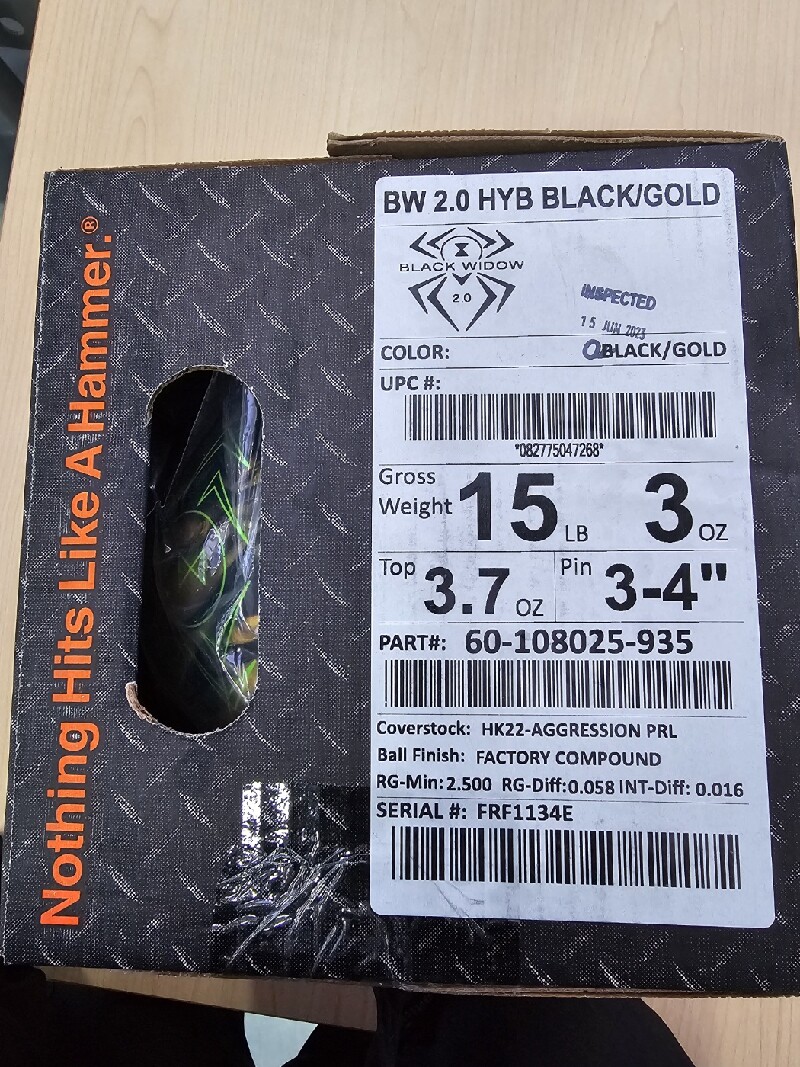 Nothing Hits Like A Hammer.®
BW 2.0 HYB BLACK/GOLD
BLACK WIDOW
2.0
INSPECTED
15 JUN 2023
COLOR: BLACK/GOLD
UPC #:
*082775047268*
Gross Weight 15 LB 3 OZ
Top 3.7 OZ Pin 3-4"
PART#: 60-108025-935
Coverstock: HK22-AGGRESSION PRL
Ball Finish: FACTORY COMPOUND
RG-Min: 2.500 RG-Diff: 0.058 INT-Diff: 0.016
SERIAL #: FRF1134E